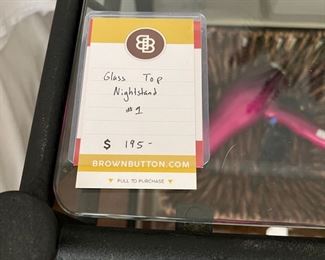 BB
Glass Top
Nightstand
#1
$ 195-
BROWNBUTTON.COM
PULL TO PURCHASE